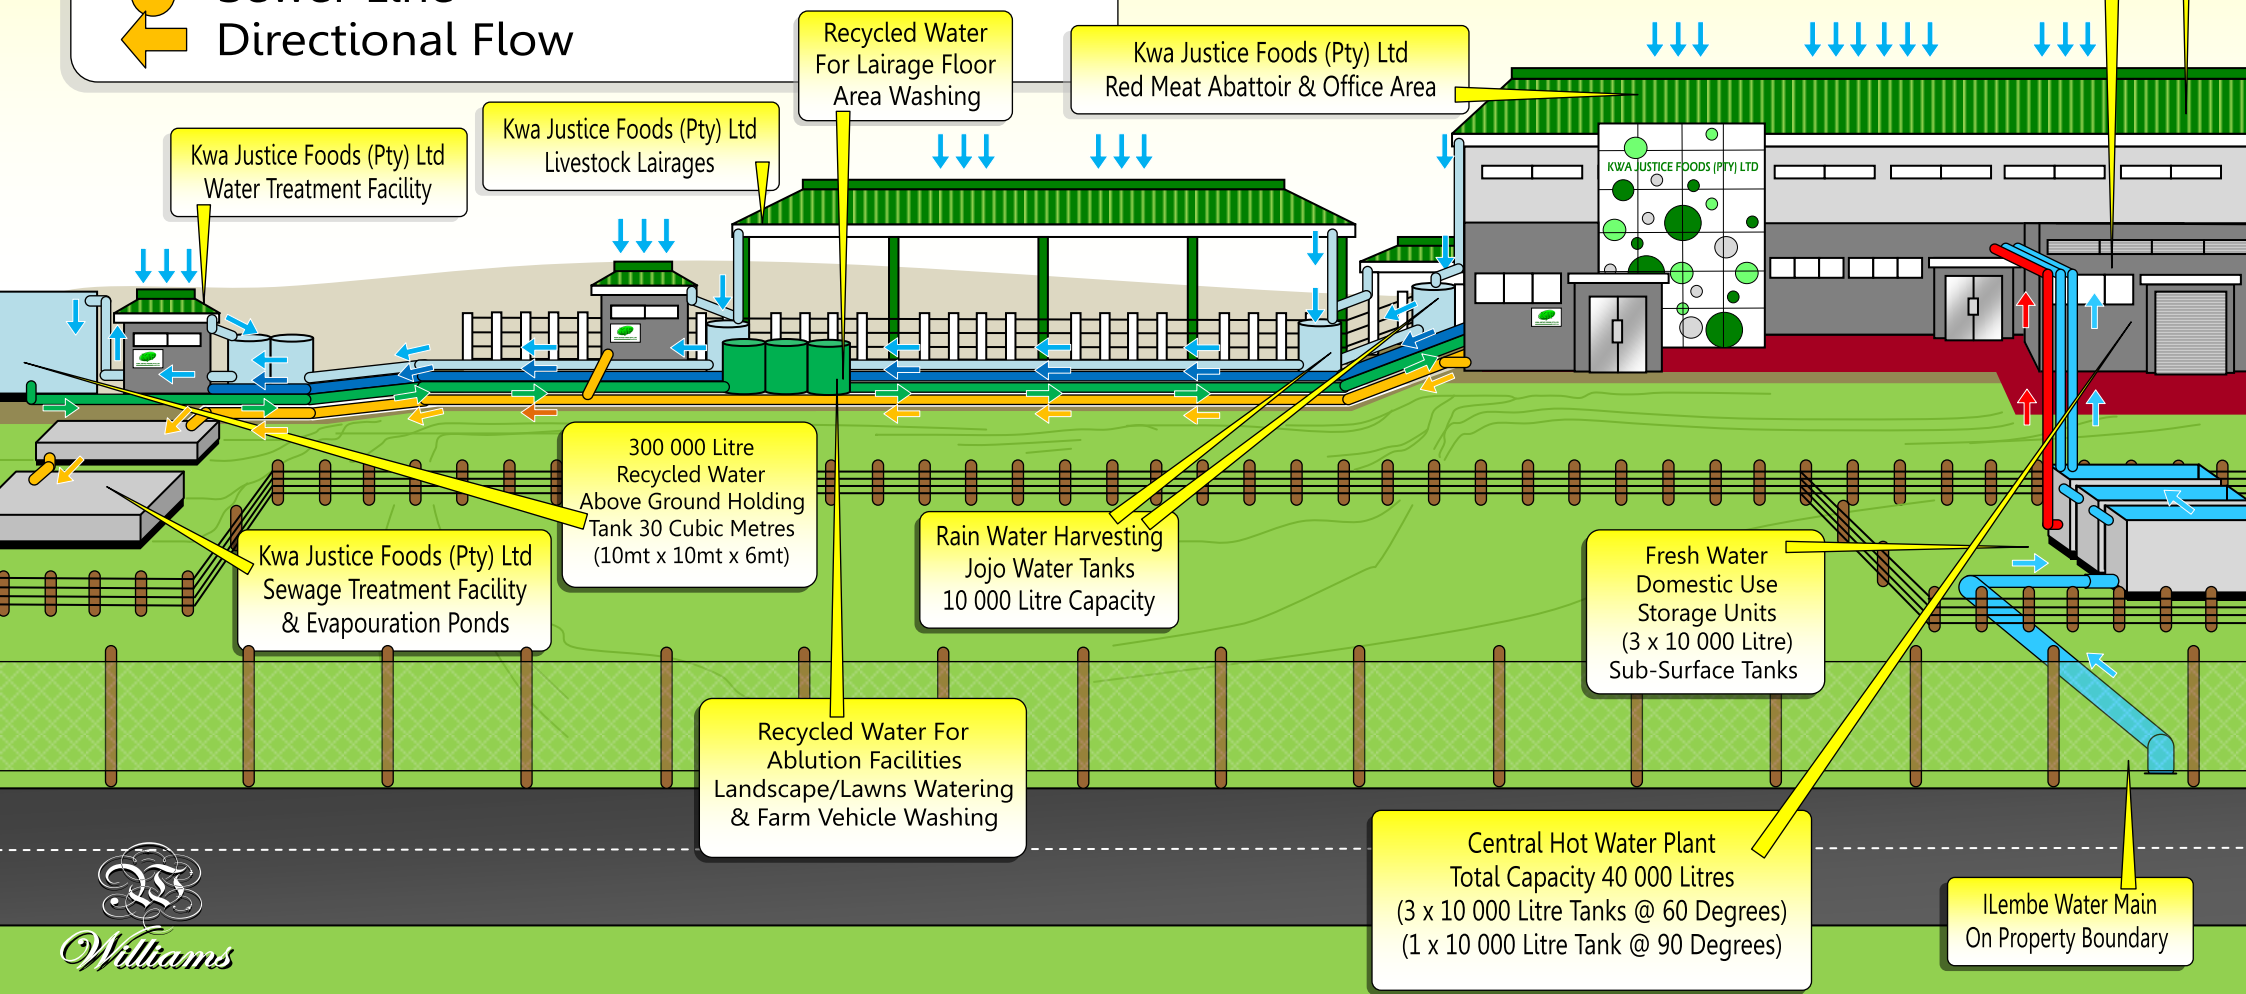 Sewer Line
Directional Flow
Recycled Water
For Lairage Floor
Area Washing
Kwa Justice Foods (Pty) Ltd
Red Meat Abattoir & Office Area
Kwa Justice Foods (Pty) Ltd
Livestock Lairages
Kwa Justice Foods (Pty) Ltd
Water Treatment Facility
KWA JUSTICE FOODS (PTY) LTD
300 000 Litre
Recycled Water
Above Ground Holding
Tank 30 Cubic Metres
(10mt x 10mt x 6mt)
Kwa Justice Foods (Pty) Ltd
Sewage Treatment Facility
& Evapouration Ponds
Rain Water Harvesting
Jojo Water Tanks
10 000 Litre Capacity
Fresh Water
Domestic Use
Storage Units
(3 x 10 000 Litre)
Sub-Surface Tanks
Recycled Water For
Ablution Facilities
Landscape/Lawns Watering
& Farm Vehicle Washing
Central Hot Water Plant
Total Capacity 40 000 Litres
(3 x 10 000 Litre Tanks @ 60 Degrees)
(1 x 10 000 Litre Tank @ 90 Degrees)
ILembe Water Main
On Property Boundary
W
Williams